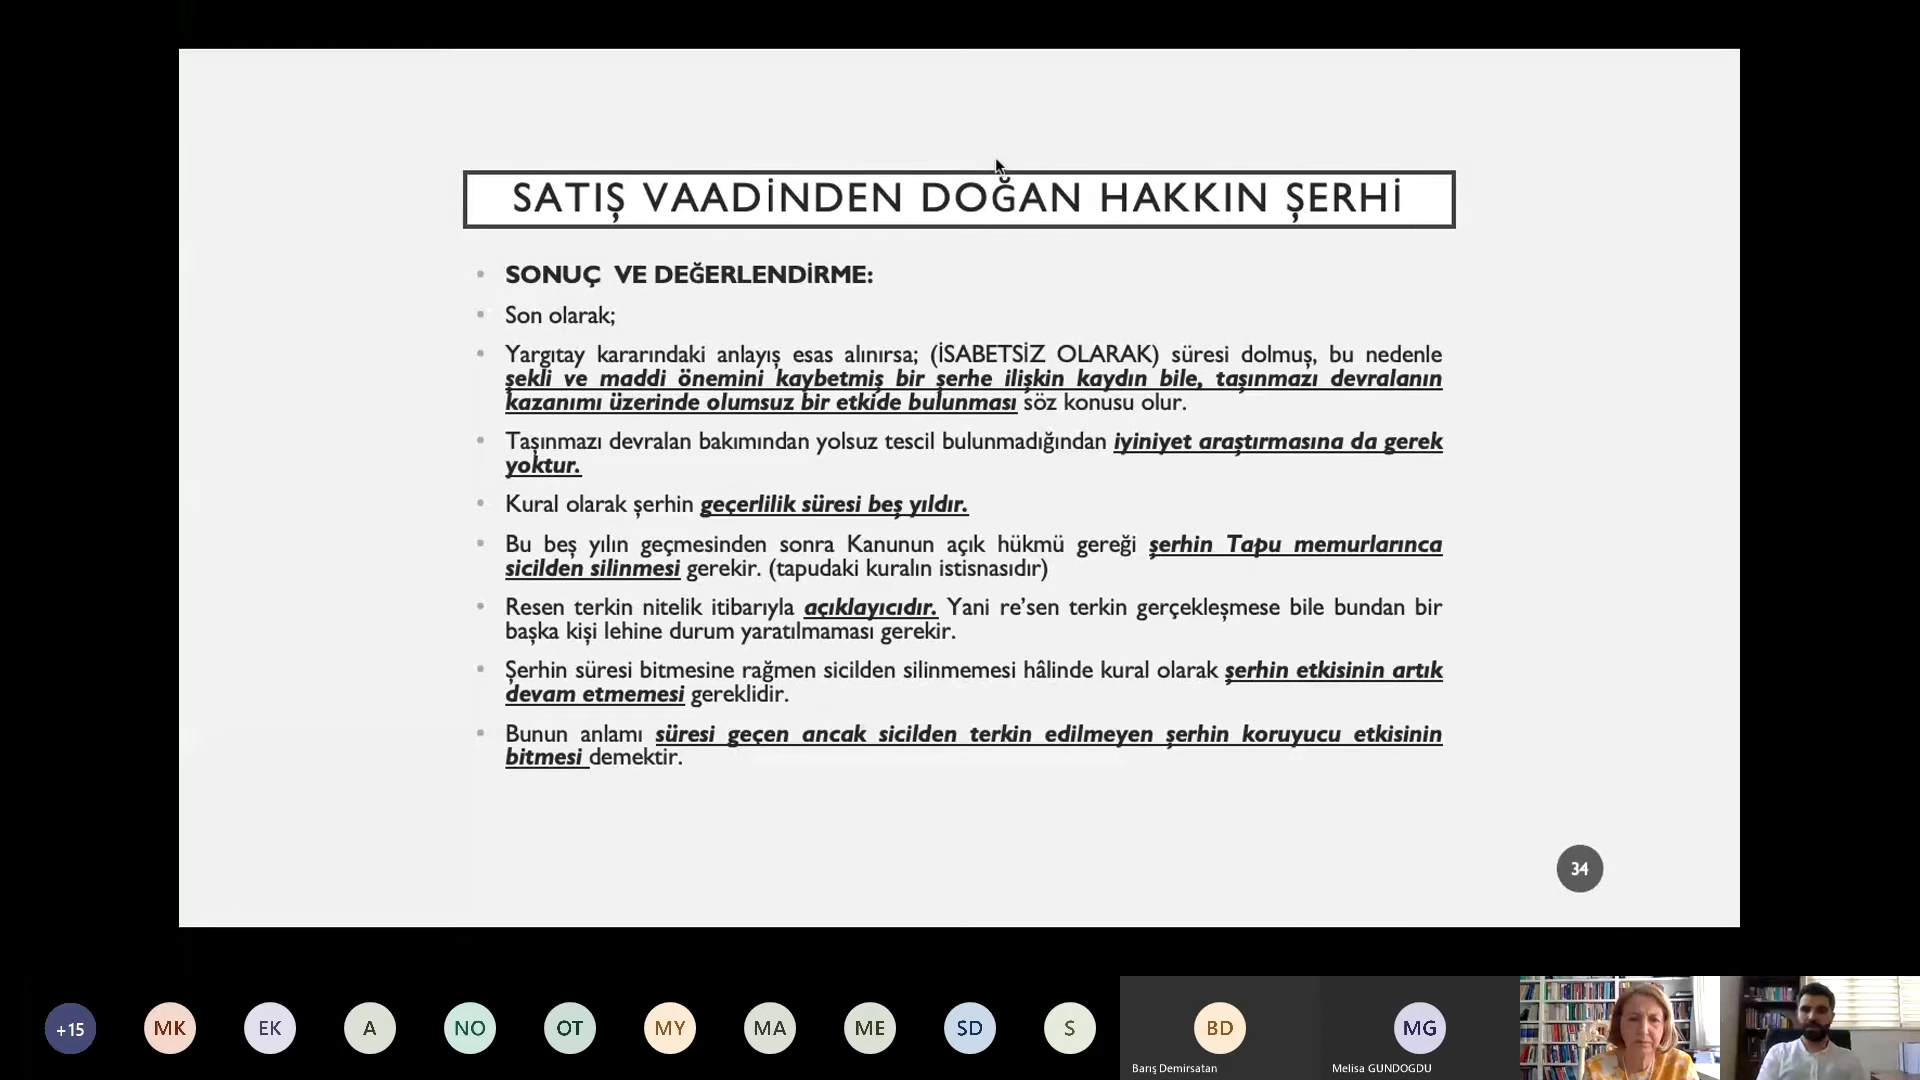 SATIŞ VAADİNDEN DOĞAN HAKKIN ŞERHİ
• SONUÇ VE DEĞERLENDİRME:
• Son olarak;
• Yargıtay kararındaki anlayış esas alınırsa; (İSABETSİZ OLARAK) süresi dolmuş, bu nedenle
şekli ve maddi önemini kaybetmiş bir şerhe ilişkin kaydın bile, taşınmazı devralanın
kazanımı üzerinde olumsuz bir etkide bulunması söz konusu olur.
• Taşınmazı devralan bakımından yolsuz tescil bulunmadığından iyiniyet araştırmasına da gerek
yoktur.
• Kural olarak şerhin geçerlilik süresi beş yıldır.
• Bu beş yılın geçmesinden sonra Kanunun açık hükmü gereği şerhin Tapu memurlarınca
sicilden silinmesi gerekir. (tapudaki kuralın istisnasıdır)
• Resen terkin nitelik itibarıyla açıklayıcıdır. Yani re'sen terkin gerçekleşmese bile bundan bir
başka kişi lehine durum yaratılmaması gerekir.
• Şerhin süresi bitmesine rağmen sicilden silinmemesi hâlinde kural olarak şerhin etkisinin artık
devam etmemesi gereklidir.
• Bunun anlamı süresi geçen ancak sicilden terkin edilmeyen şerhin koruyucu etkisinin
bitmesi demektir.
34
+15 MK EK A NO OT MY MA ME SD S BD MG
Barış Demirsatan Melisa GUNDOGDU